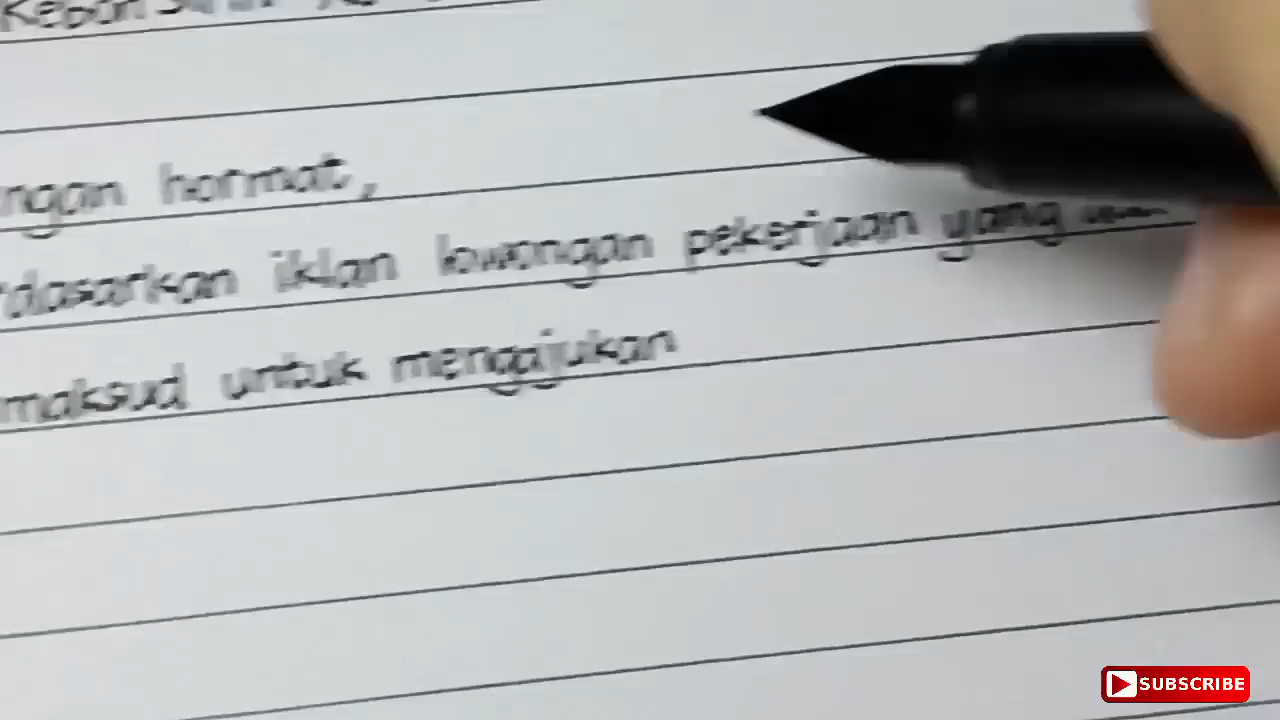 ngan hormat,
rdasarkan iklan lowongan pekerjaan yang
maksud untuk mengajukan
SUBSCRIBE